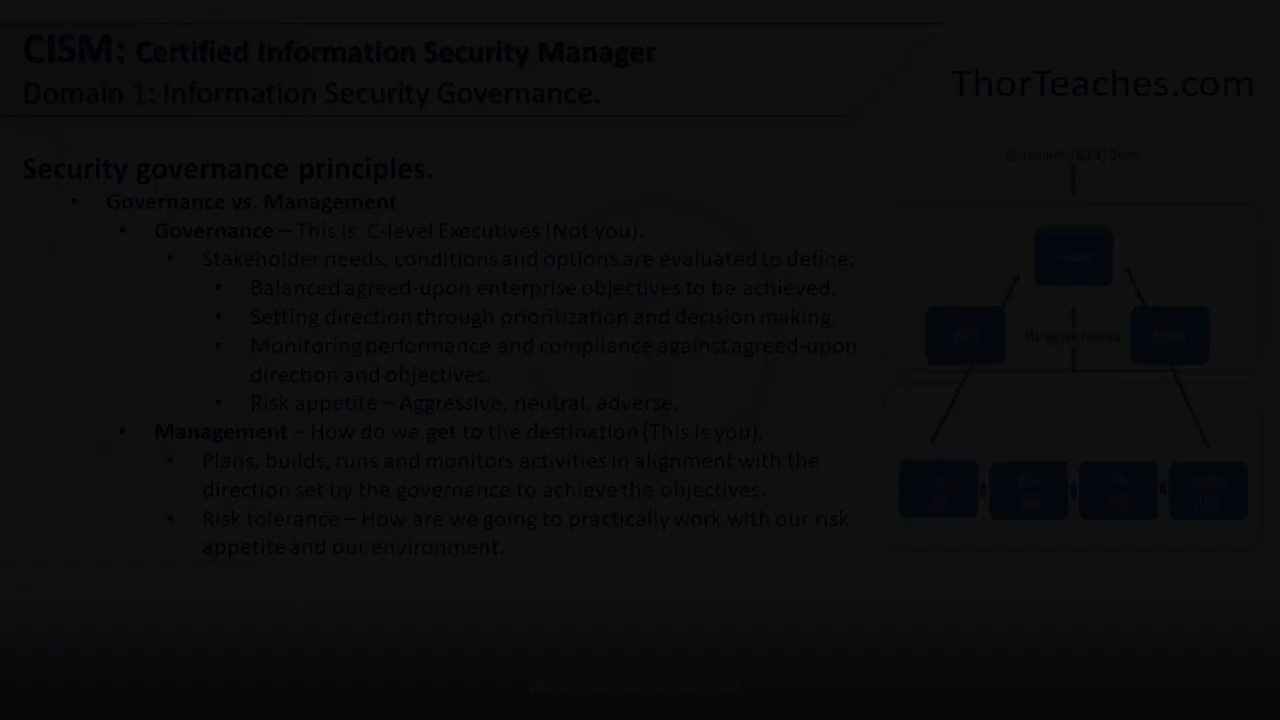 CISM: Certified Information Security Manager
Domain 1: Information Security Governance.
ThorTeaches.com
Security governance principles.
• Governance vs. Management
• Governance – This is C-level Executives (Not you).
• Stakeholder needs, conditions and options are evaluated to define:
• Balanced agreed-upon enterprise objectives to be achieved.
• Setting direction through prioritization and decision making.
• Monitoring performance and compliance against agreed-upon
direction and objectives.
• Risk appetite – Aggressive, neutral, adverse.
• Management – How do we get to the destination (This is you).
• Plans, builds, runs and monitors activities in alignment with the
direction set by the governance to achieve the objectives.
• Risk tolerance – How are we going to practically work with our risk
appetite and our environment.
Management Feedback